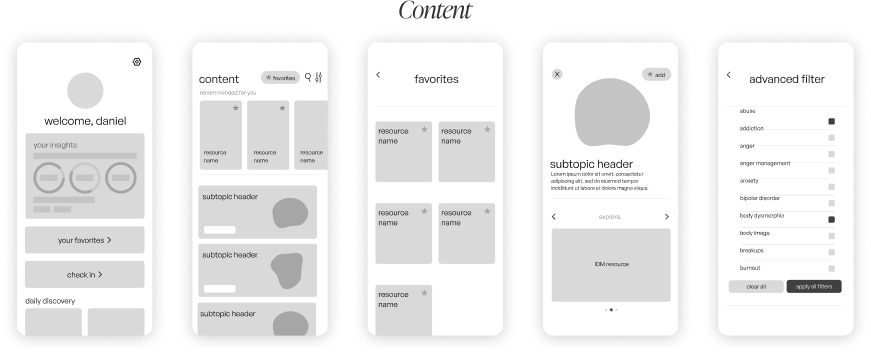 Content
welcome, daniel
your insights
your favorites >
check in >
daily discovery
content
★ favorites
recommended for you
resource
name
resource
name
resource
name
subtopic header
subtopic header
subtopic header
<
favorites
resource
name
resource
name
resource
name
resource
name
resource
name
★ add
subtopic header
Lorem ipsum dolor sit amet, consectetur
adipiscing elit, sed do eiusmod tempor
incididunt ut labore et dolore magna aliqua.
< explore. >
IDM resource
< advanced filter
abuse
addiction
anger
anger management
anxiety
bipolar disorder
body dysmorphia
body image
breakups
burnout
clear all
apply all filters